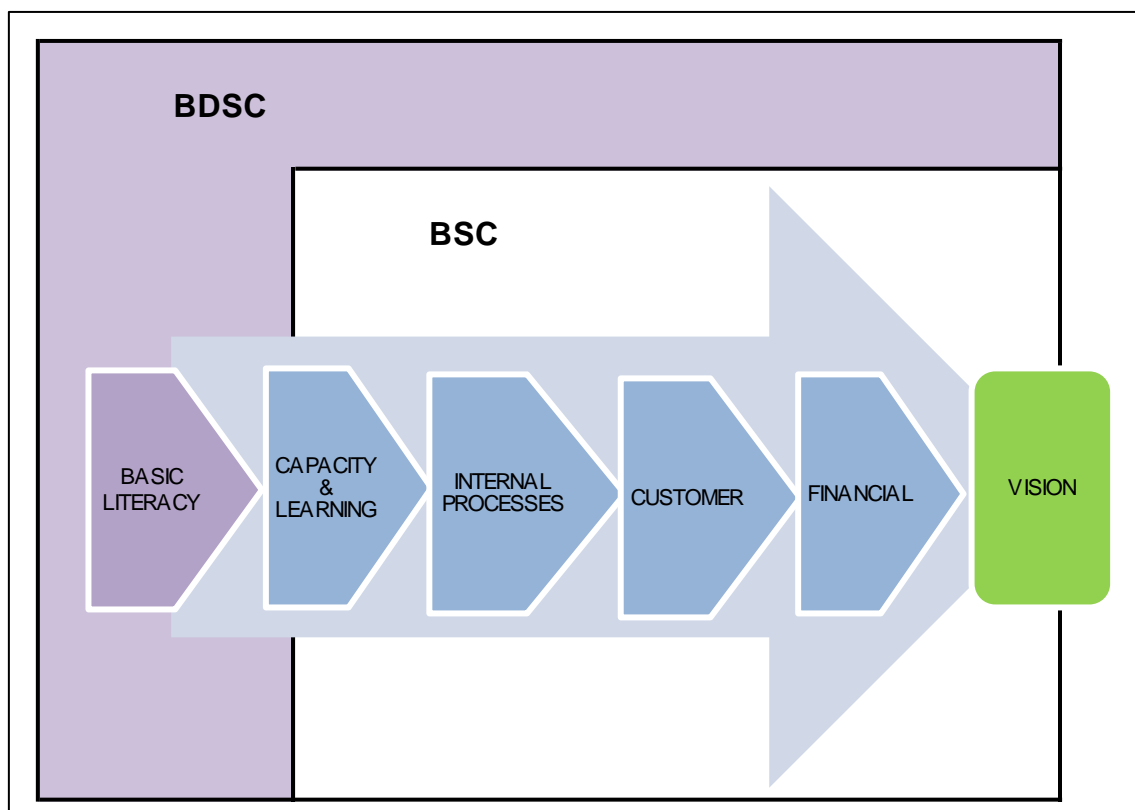 BDSC
BSC
BASIC
LITERACY
CAPACITY
&
LEARNING
INTERNAL
PROCESSES
CUSTOMER
FINANCIAL
VISION